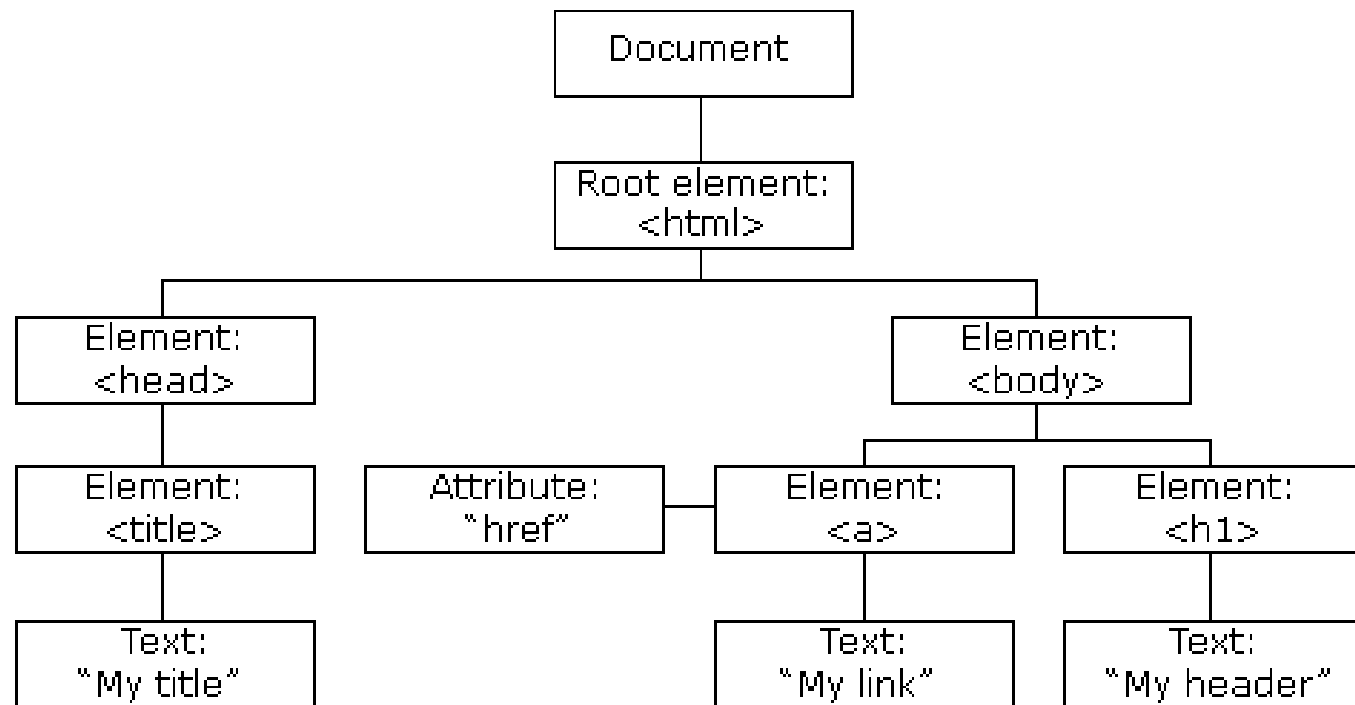 Document
Root element:
<html>
Element:
<head>
Element:
<body>
Element:
<title>
Attribute:
"href"
Element:
<a>
Element:
<h1>
Text:
"My title"
Text:
"My link"
Text:
"My header"